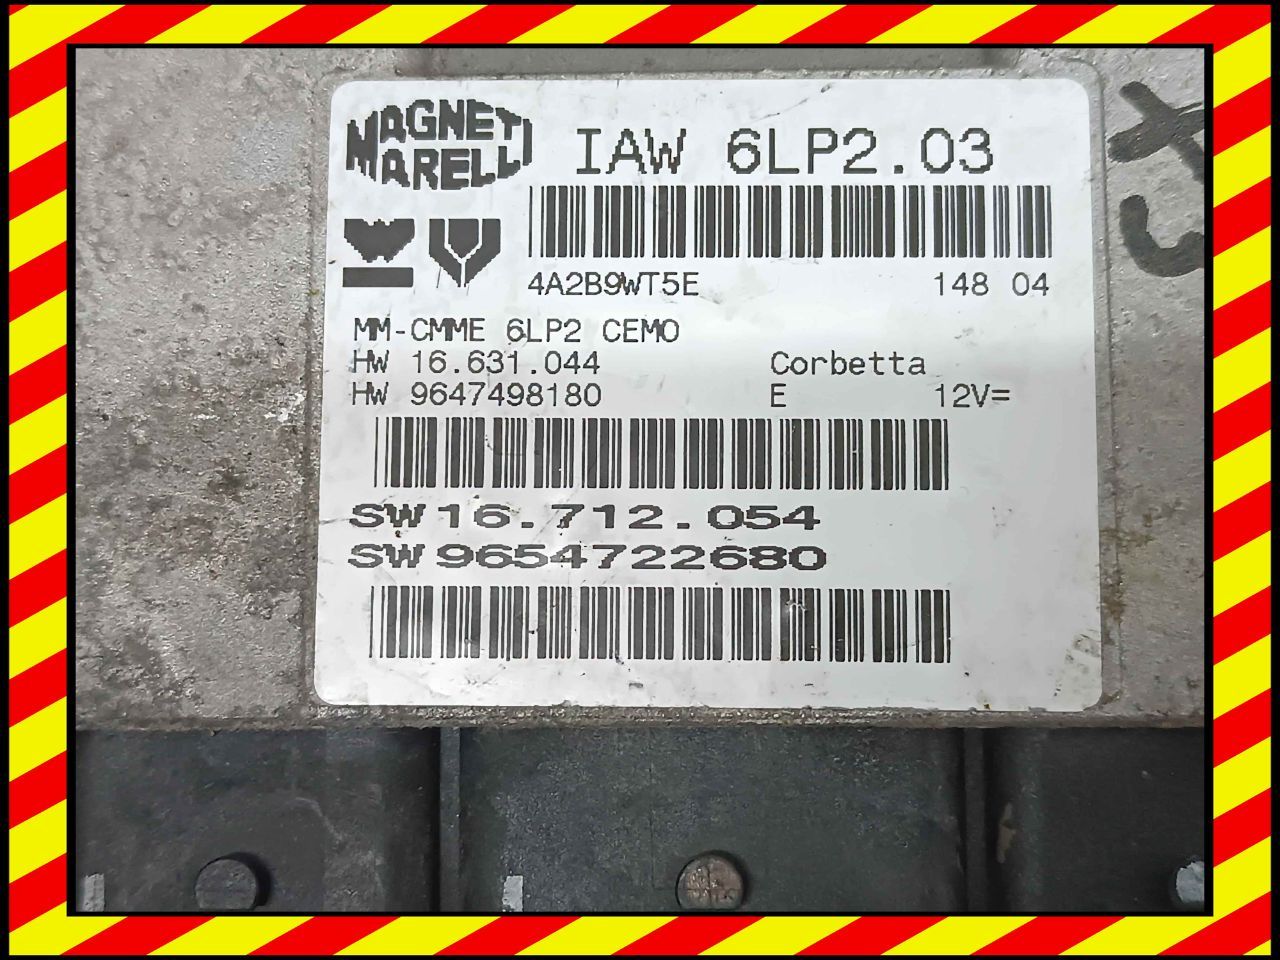 MAGNETI
MARELLI
IAW 6LP2.03
4A2B9WT5E 148 04
MM-CMME 6LP2 CEMO
HW 16.631.044 Corbetta
HW 9647498180 E 12V=
SW 16.712.054
SW 9654722680